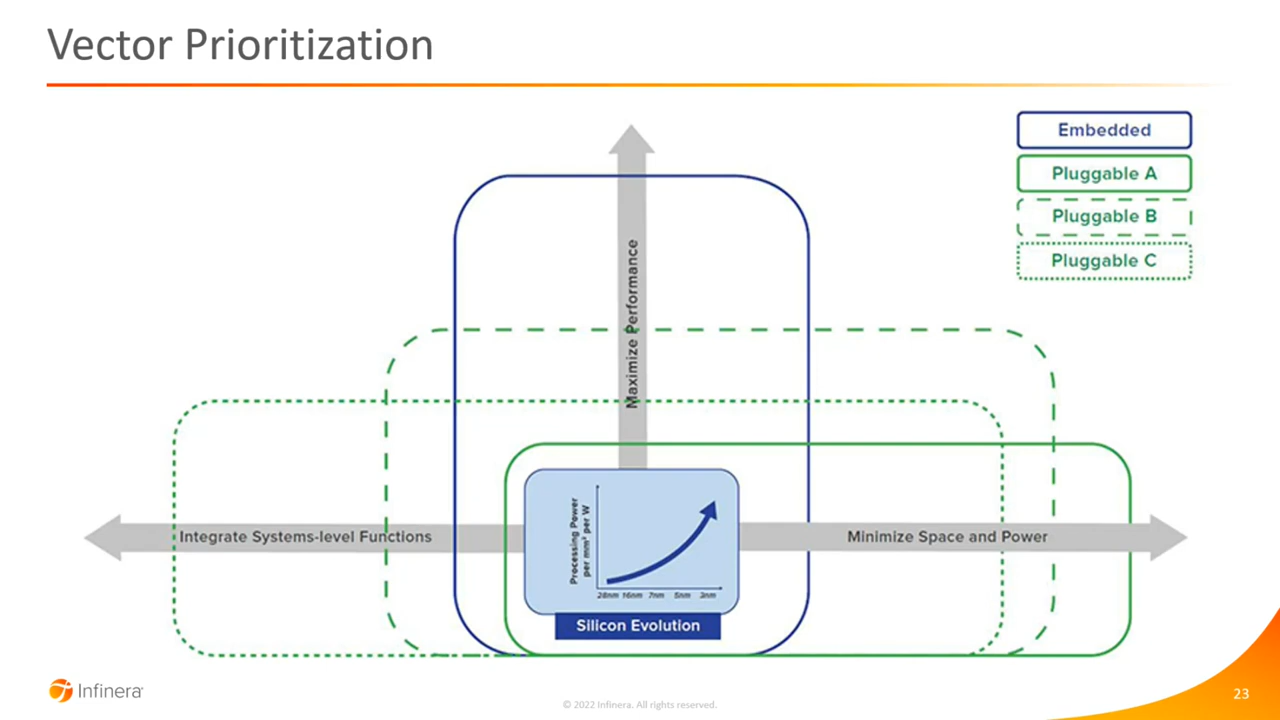 Vector Prioritization
Embedded
Pluggable A
Pluggable B
Pluggable C
Maximize Performance
Integrate Systems-level Functions
Minimize Space and Power
Processing Power
per mm² per W
28nm 16nm 7nm 5nm 3nm
Silicon Evolution
Infinera
© 2022 Infinera. All rights reserved.
23